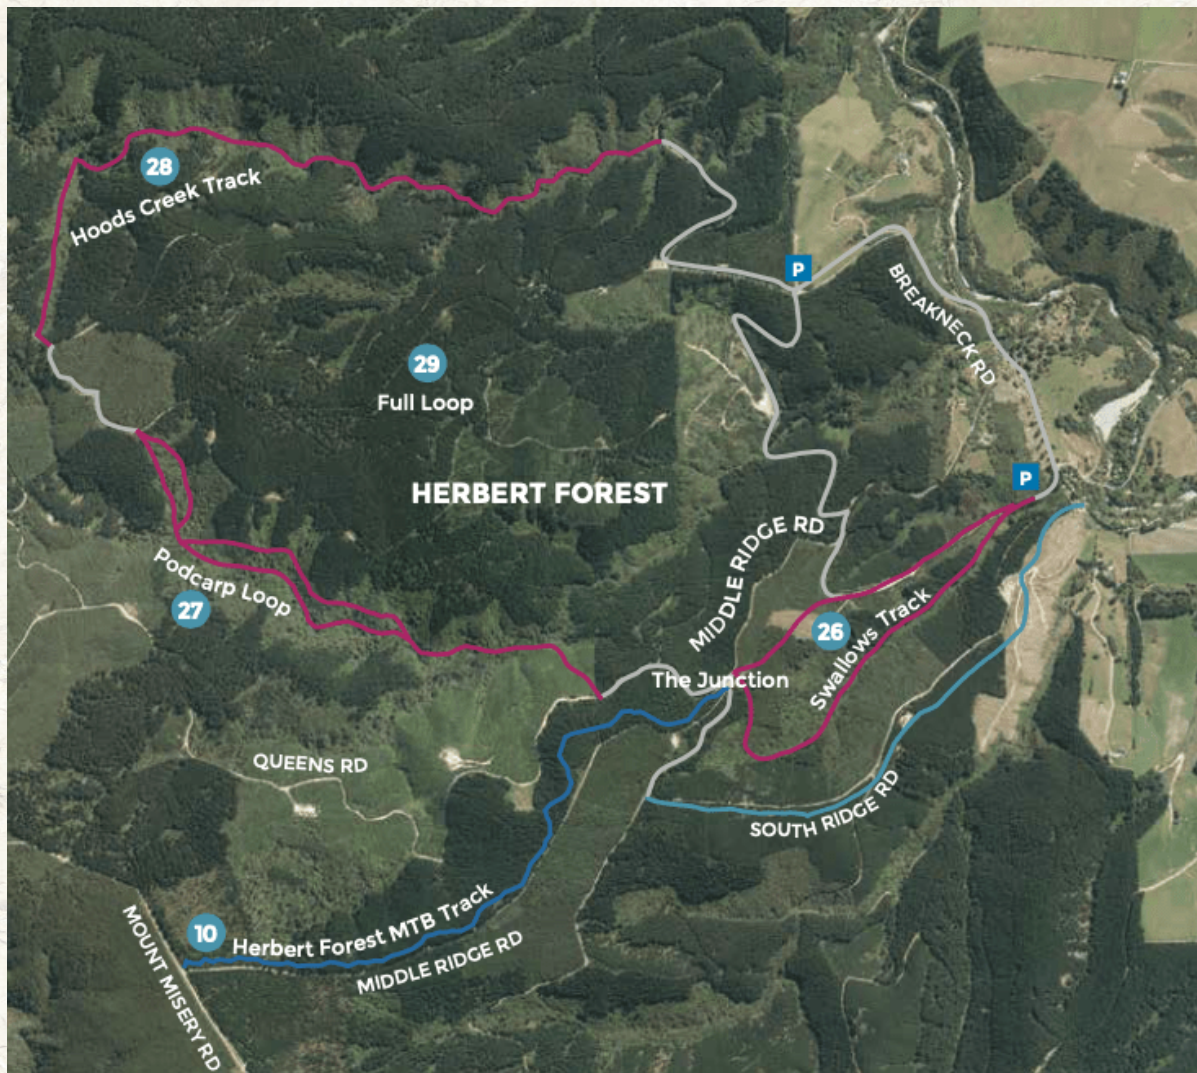 28
Hoods Creek Track
P
BREAKNECK RD
29
Full Loop
HERBERT FOREST
P
MIDDLE RIDGE RD
Podcarp Loop
27
26
Swallows Track
The Junction
QUEENS RD
SOUTH RIDGE RD
10
Herbert Forest MTB Track
MIDDLE RIDGE RD
MOUNT MISERY RD